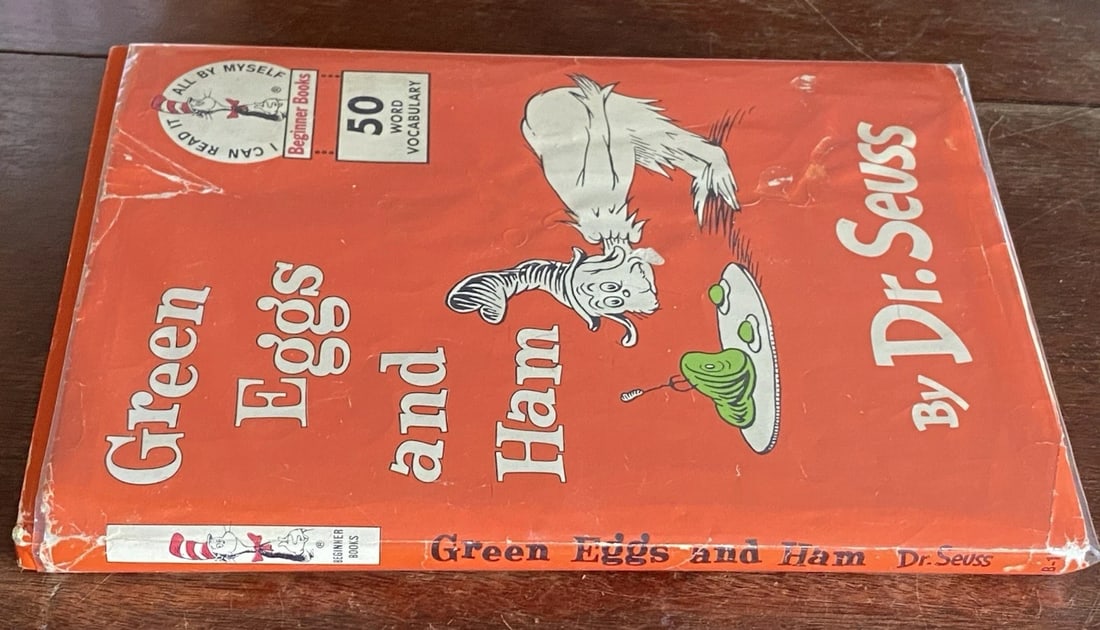 I CAN READ IT ALL BY MYSELF
®
Beginner Books
50
WORD
VOCABULARY
Green
Eggs
and
Ham
By Dr. Seuss
®
BEGINNER
BOOKS
Green Eggs and Ham Dr. Seuss